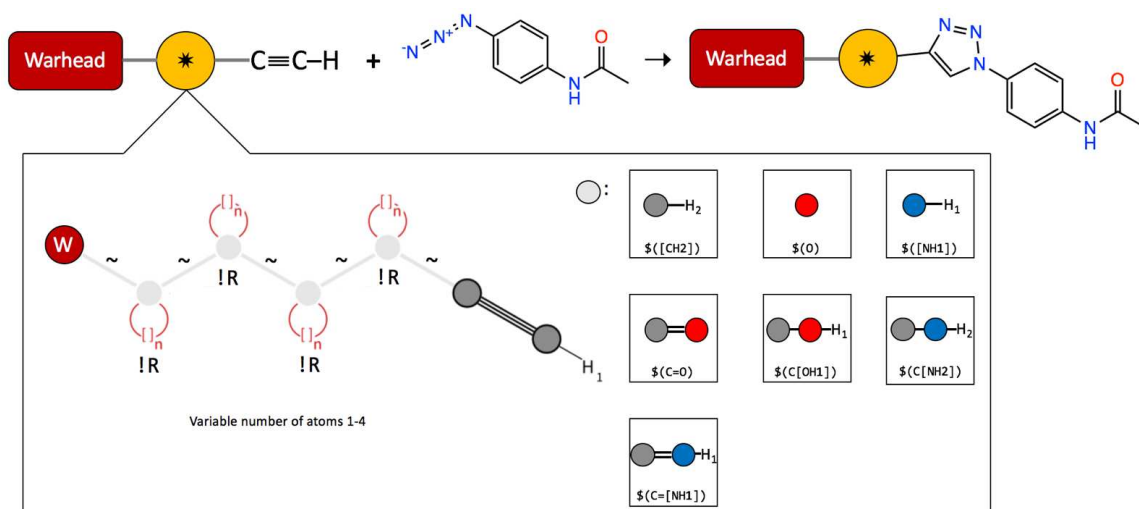 Warhead ✷ C≡C–H + -N N+ N N H O → Warhead ✷ N=N N N H O
W ~ ~ ~ ~ ~
[]ñ []ñ
!R !R
[]n []n
!R !R
H1
Variable number of atoms 1-4
:
H2 H1
$([CH2]) $(O) $([NH1])
H1 H2
$(C=O) $(C[OH1]) $(C[NH2])
H1
$(C=[NH1])